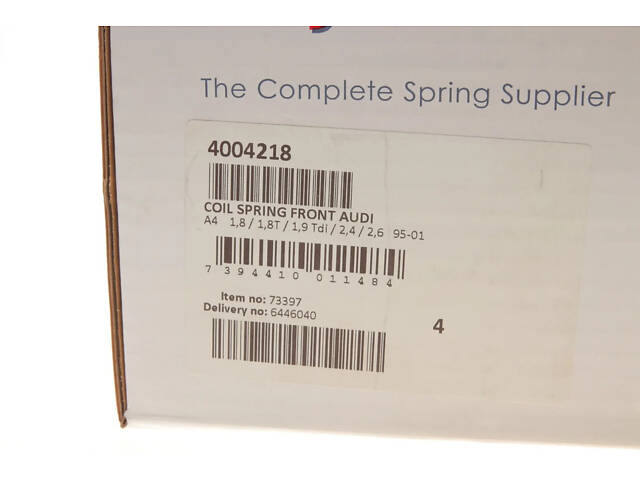 The Complete Spring Supplier
4004218
COIL SPRING FRONT AUDI
A4 1,8 / 1,8T / 1,9 Tdi / 2,4 / 2,6 95-01
7 394410 011484
Item no: 73397
Delivery no: 6446040
4